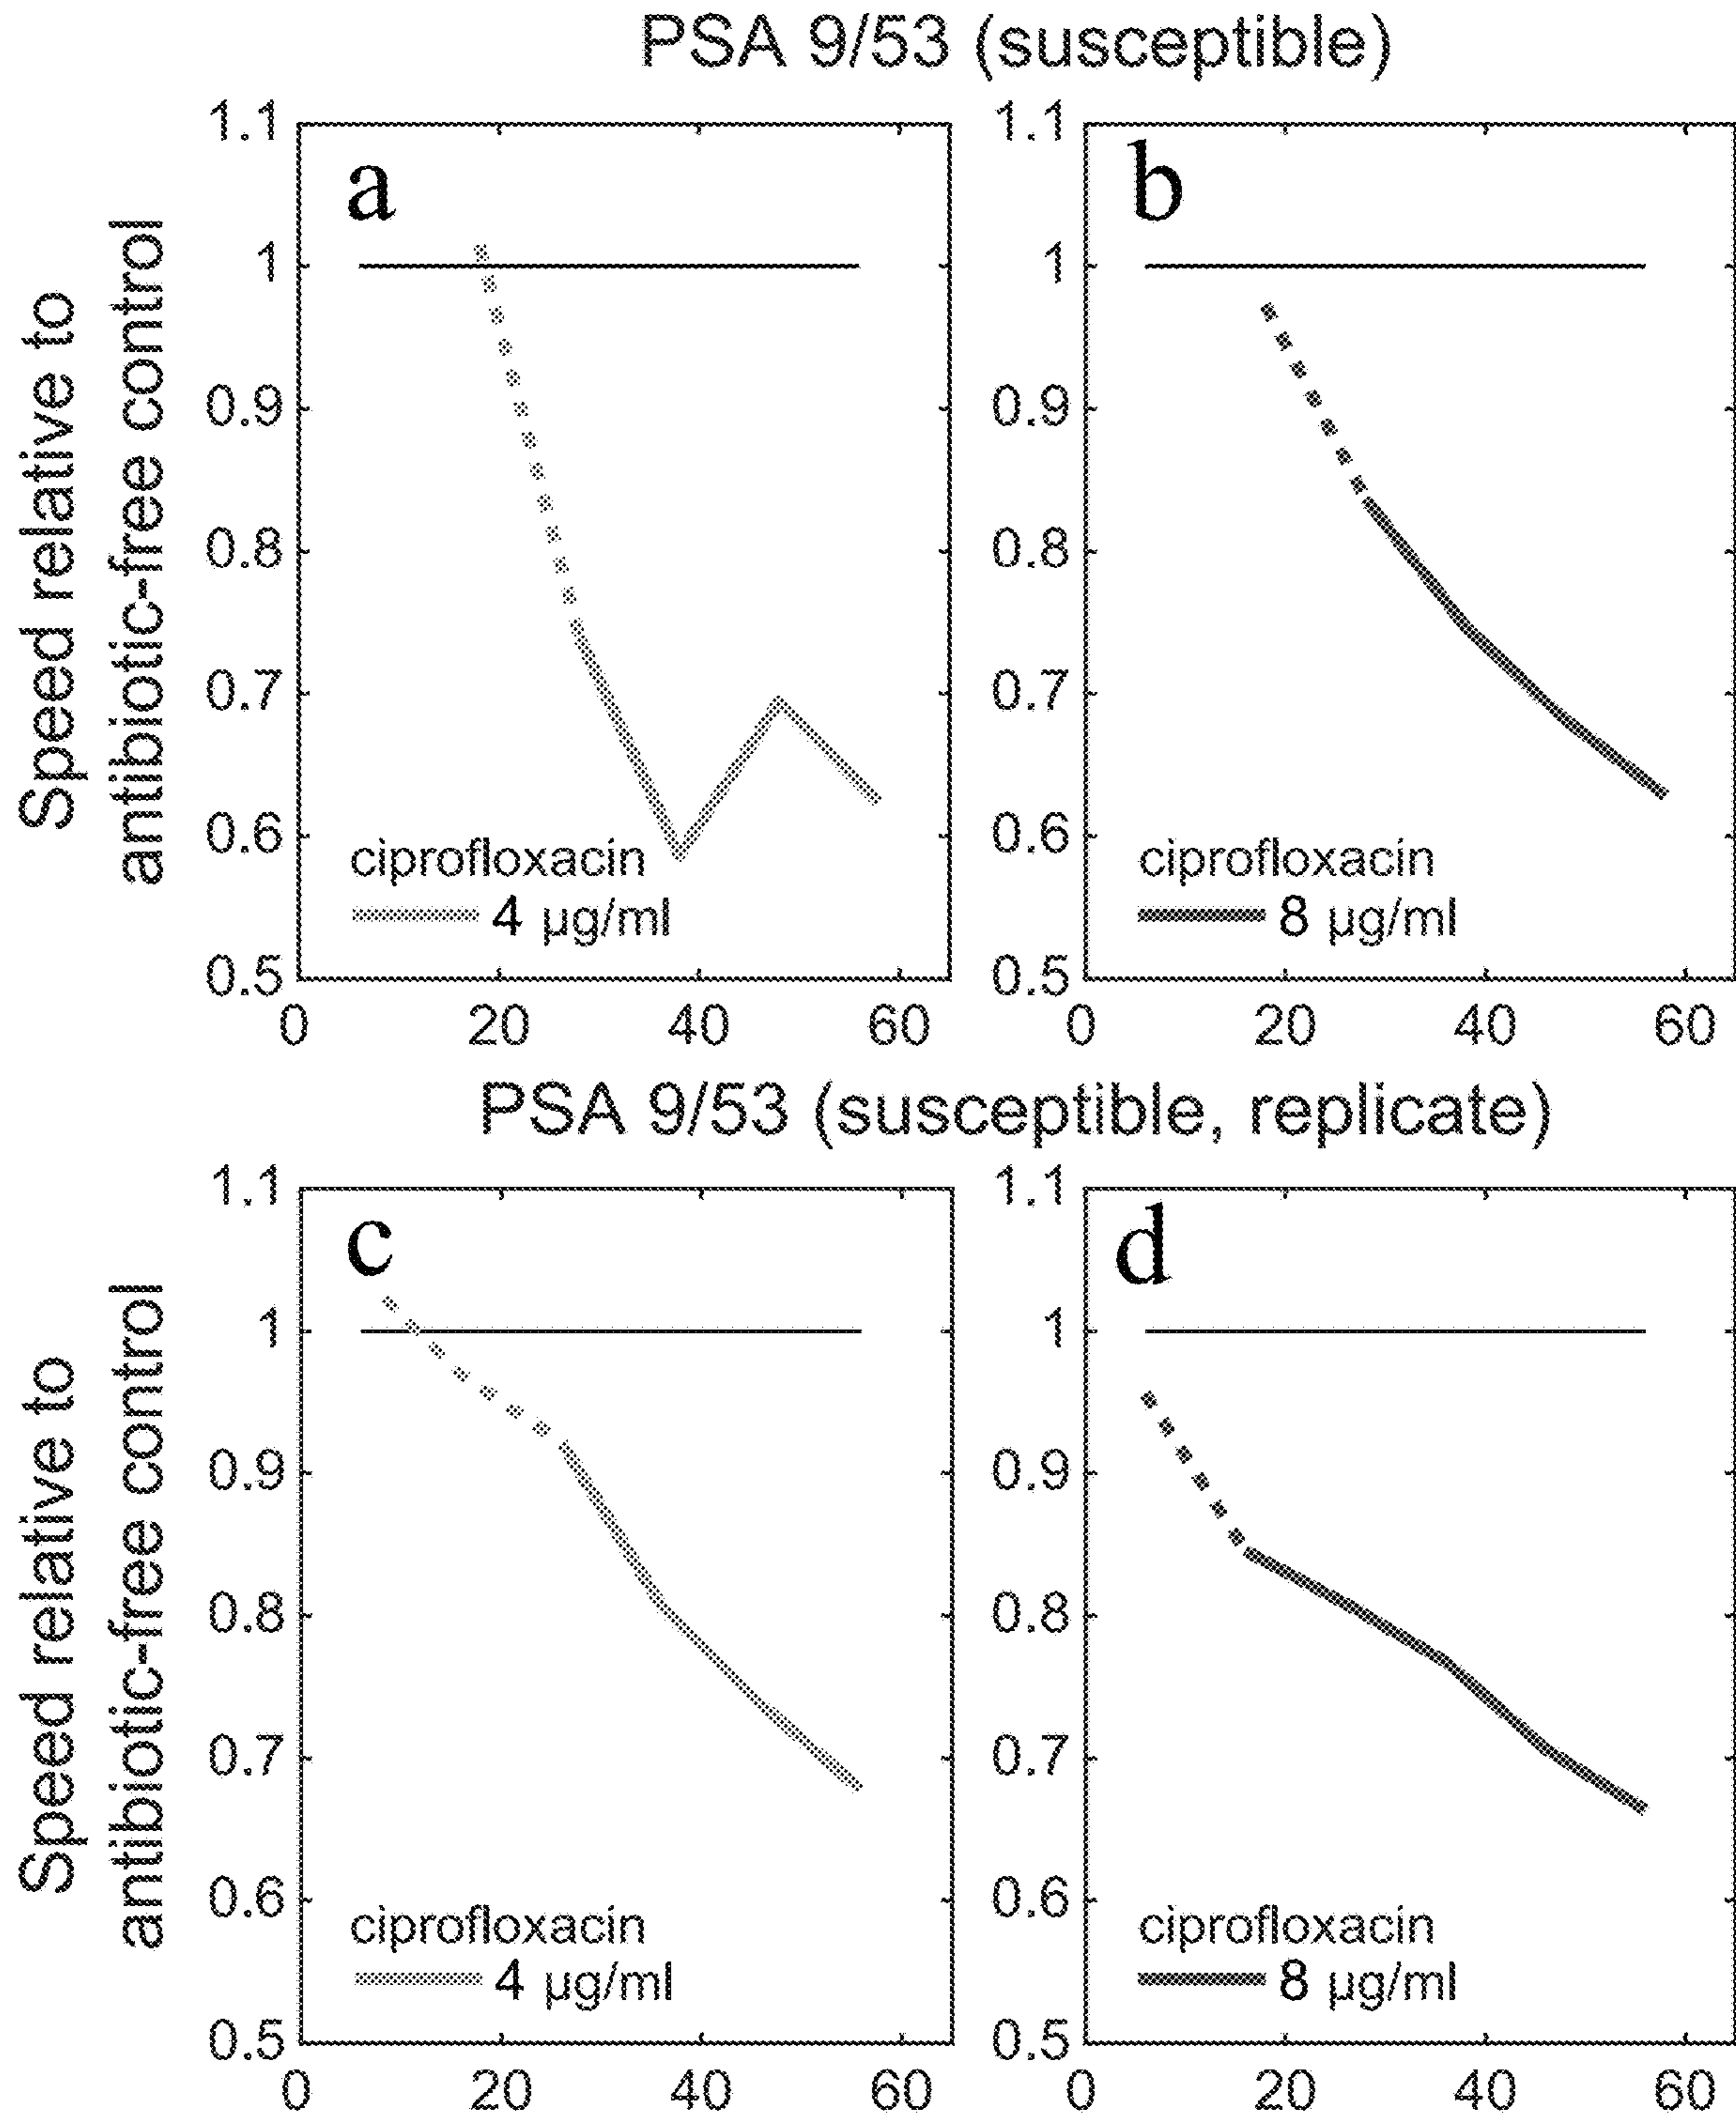 PSA 9/53 (susceptible)
Speed relative to
antibiotic-free control
1.1
1
0.9
0.8
0.7
0.6
0.5
a
ciprofloxacin
4 µg/ml
0
20
40
60
1.1
1
0.9
0.8
0.7
0.6
0.5
b
ciprofloxacin
8 µg/ml
0
20
40
60
PSA 9/53 (susceptible, replicate)
Speed relative to
antibiotic-free control
1.1
1
0.9
0.8
0.7
0.6
0.5
c
ciprofloxacin
4 µg/ml
0
20
40
60
1.1
1
0.9
0.8
0.7
0.6
0.5
d
ciprofloxacin
8 µg/ml
0
20
40
60